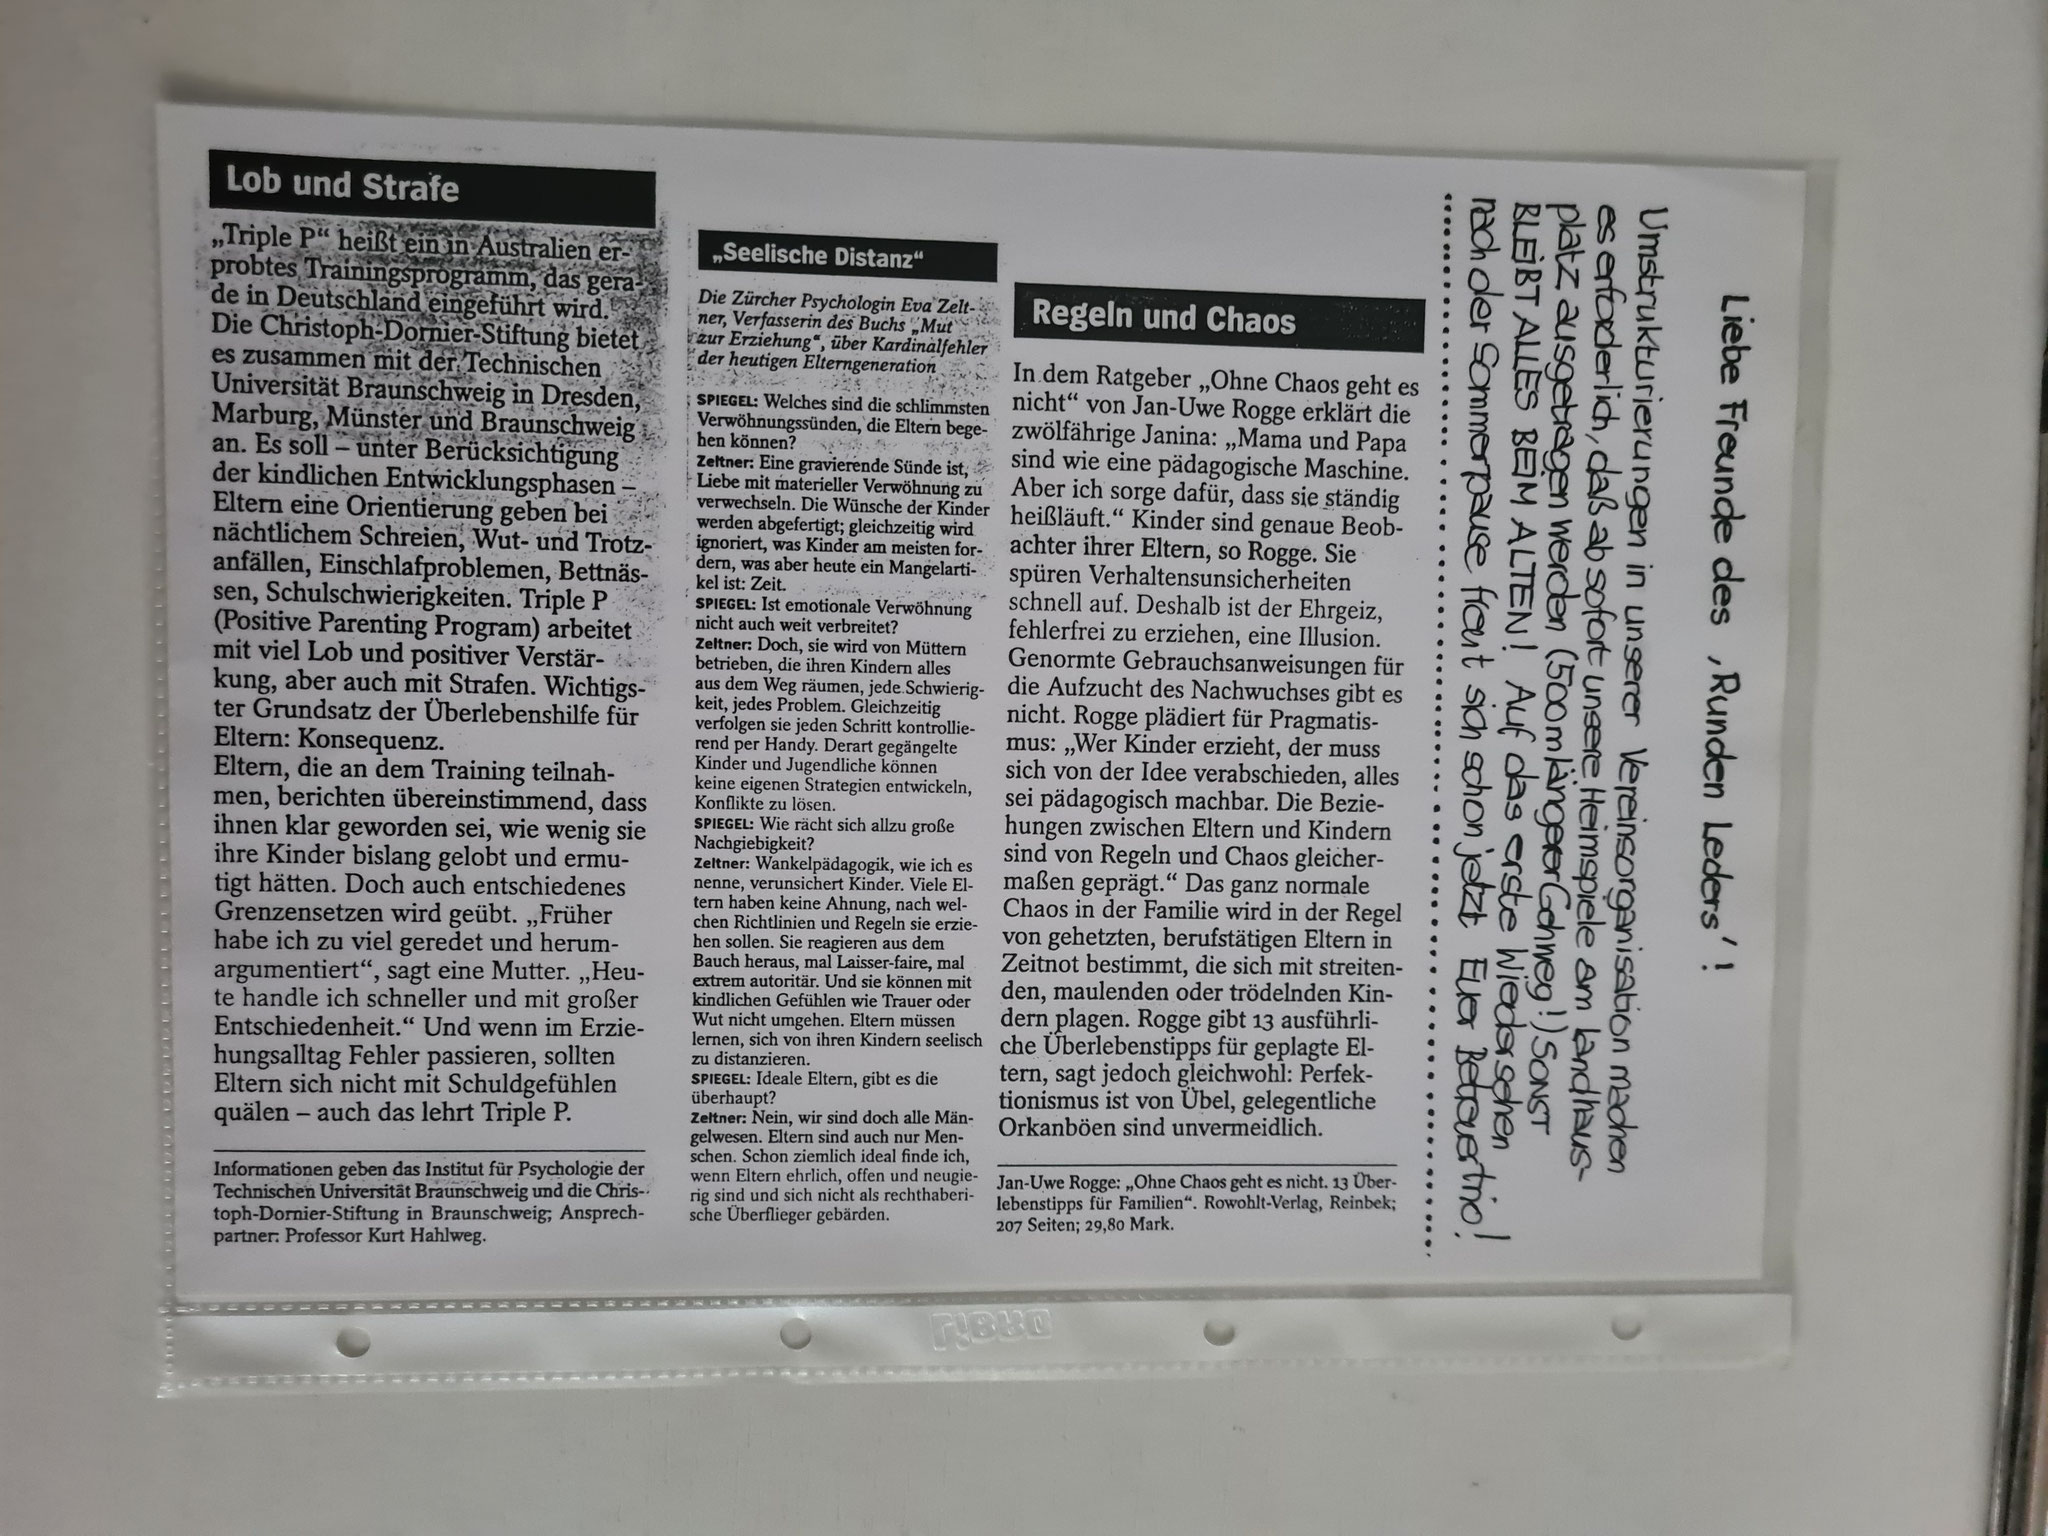 Lob und Strafe
„Triple P“ heißt ein in Australien er-
probtes Trainingsprogramm, das gera-
de in Deutschland eingeführt wird.
Die Christoph-Dornier-Stiftung bietet
es zusammen mit der Technischen
Universität Braunschweig in Dresden,
Marburg, Münster und Braunschweig
an. Es soll – unter Berücksichtigung
der kindlichen Entwicklungsphasen –
Eltern eine Orientierung geben bei
nächtlichem Schreien, Wut- und Trotz-
anfällen, Einschlafproblemen, Bettnäs-
sen, Schulschwierigkeiten. Triple P
(Positive Parenting Program) arbeitet
mit viel Lob und positiver Verstär-
kung, aber auch mit Strafen. Wichtigs-
ter Grundsatz der Überlebenshilfe für
Eltern: Konsequenz.
Eltern, die an dem Training teilnah-
men, berichten übereinstimmend, dass
ihnen klar geworden sei, wie wenig sie
ihre Kinder bislang gelobt und ermu-
tigt hätten. Doch auch entschiedenes
Grenzensetzen wird geübt. „Früher
habe ich zu viel geredet und herum-
argumentiert“, sagt eine Mutter. „Heu-
te handle ich schneller und mit großer
Entschiedenheit.“ Und wenn im Erzie-
hungsalltag Fehler passieren, sollten
Eltern sich nicht mit Schuldgefühlen
quälen – auch das lehrt Triple P.
Informationen geben das Institut für Psychologie der
Technischen Universität Braunschweig und die Chris-
toph-Dornier-Stiftung in Braunschweig; Ansprech-
partner: Professor Kurt Hahlweg.
„Seelische Distanz“
Die Zürcher Psychologin Eva Zelt-
ner, Verfasserin des Buchs „Mut
zur Erziehung“, über Kardinalfehler
der heutigen Elterngeneration
SPIEGEL: Welches sind die schlimmsten
Verwöhnungssünden, die Eltern bege-
hen können?
Zeltner: Eine gravierende Sünde ist,
Liebe mit materieller Verwöhnung zu
verwechseln. Die Wünsche der Kinder
werden abgefertigt; gleichzeitig wird
ignoriert, was Kinder am meisten for-
dern, was aber heute ein Mangelarti-
kel ist: Zeit.
SPIEGEL: Ist emotionale Verwöhnung
nicht auch weit verbreitet?
Zeltner: Doch, sie wird von Müttern
betrieben, die ihren Kindern alles
aus dem Weg räumen, jede Schwierig-
keit, jedes Problem. Gleichzeitig
verfolgen sie jeden Schritt kontrollie-
rend per Handy. Derart gegängelte
Kinder und Jugendliche können
keine eigenen Strategien entwickeln,
Konflikte zu lösen.
SPIEGEL: Wie rächt sich allzu große
Nachgiebigkeit?
Zeltner: Wankelpädagogik, wie ich es
nenne, verunsichert Kinder. Viele El-
tern haben keine Ahnung, nach wel-
chen Richtlinien und Regeln sie erzie-
hen sollen. Sie reagieren aus dem
Bauch heraus, mal Laisser-faire, mal
extrem autoritär. Und sie können mit
kindlichen Gefühlen wie Trauer oder
Wut nicht umgehen. Eltern müssen
lernen, sich von ihren Kindern seelisch
zu distanzieren.
SPIEGEL: Ideale Eltern, gibt es die
überhaupt?
Zeltner: Nein, wir sind doch alle Män-
gelwesen. Eltern sind auch nur Men-
schen. Schon ziemlich ideal finde ich,
wenn Eltern ehrlich, offen und neugie-
rig sind und sich nicht als rechthaberi-
sche Überflieger gebärden.
Regeln und Chaos
In dem Ratgeber „Ohne Chaos geht es
nicht“ von Jan-Uwe Rogge erklärt die
zwölfährige Janina: „Mama und Papa
sind wie eine pädagogische Maschine.
Aber ich sorge dafür, dass sie ständig
heißläuft.“ Kinder sind genaue Beob-
achter ihrer Eltern, so Rogge. Sie
spüren Verhaltensunsicherheiten
schnell auf. Deshalb ist der Ehrgeiz,
fehlerfrei zu erziehen, eine Illusion.
Genormte Gebrauchsanweisungen für
die Aufzucht des Nachwuchses gibt es
nicht. Rogge plädiert für Pragmatis-
mus: „Wer Kinder erzieht, der muss
sich von der Idee verabschieden, alles
sei pädagogisch machbar. Die Bezie-
hungen zwischen Eltern und Kindern
sind von Regeln und Chaos gleicher-
maßen geprägt.“ Das ganz normale
Chaos in der Familie wird in der Regel
von gehetzten, berufstätigen Eltern in
Zeitnot bestimmt, die sich mit streiten-
den, maulenden oder trödelnden Kin-
dern plagen. Rogge gibt 13 ausführli-
che Überlebenstipps für geplagte El-
tern, sagt jedoch gleichwohl: Perfek-
tionismus ist von Übel, gelegentliche
Orkanböen sind unvermeidlich.
Jan-Uwe Rogge: „Ohne Chaos geht es nicht. 13 Über-
lebenstipps für Familien“. Rowohlt-Verlag, Reinbek;
207 Seiten; 29,80 Mark.
Liebe Freunde des ‚Runden Leders'!
Umstrukturierungen in unserer Vereinsorganisation machen
es erforderlich, daß ab sofort unsere Heimspiele am Landhaus-
platz ausgetragen werden (500m längerer Gehweg!) SONST
BLEIBT ALLES BEIM ALTEN! Auf das erste Wiedersehen
nach der Sommerpause freut sich schon jetzt Euer Betreuertrio!